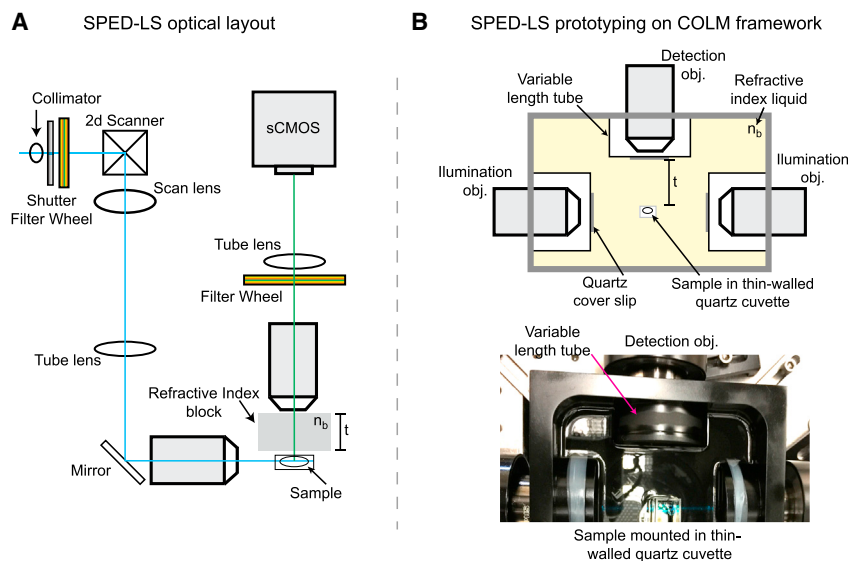 A
SPED-LS optical layout
Collimator
2d Scanner
sCMOS
Scan lens
Shutter
Filter Wheel
Tube lens
Filter Wheel
Tube lens
Refractive Index
block
nb
t
Mirror
Sample
B
SPED-LS prototyping on COLM framework
Detection
obj.
Variable
length tube
Refractive
index liquid
nb
Ilumination
obj.
t
Ilumination
obj.
Quartz
cover slip
Sample in thin-walled
quartz cuvette
Variable
length tube
Detection obj.
Sample mounted in thin-
walled quartz cuvette